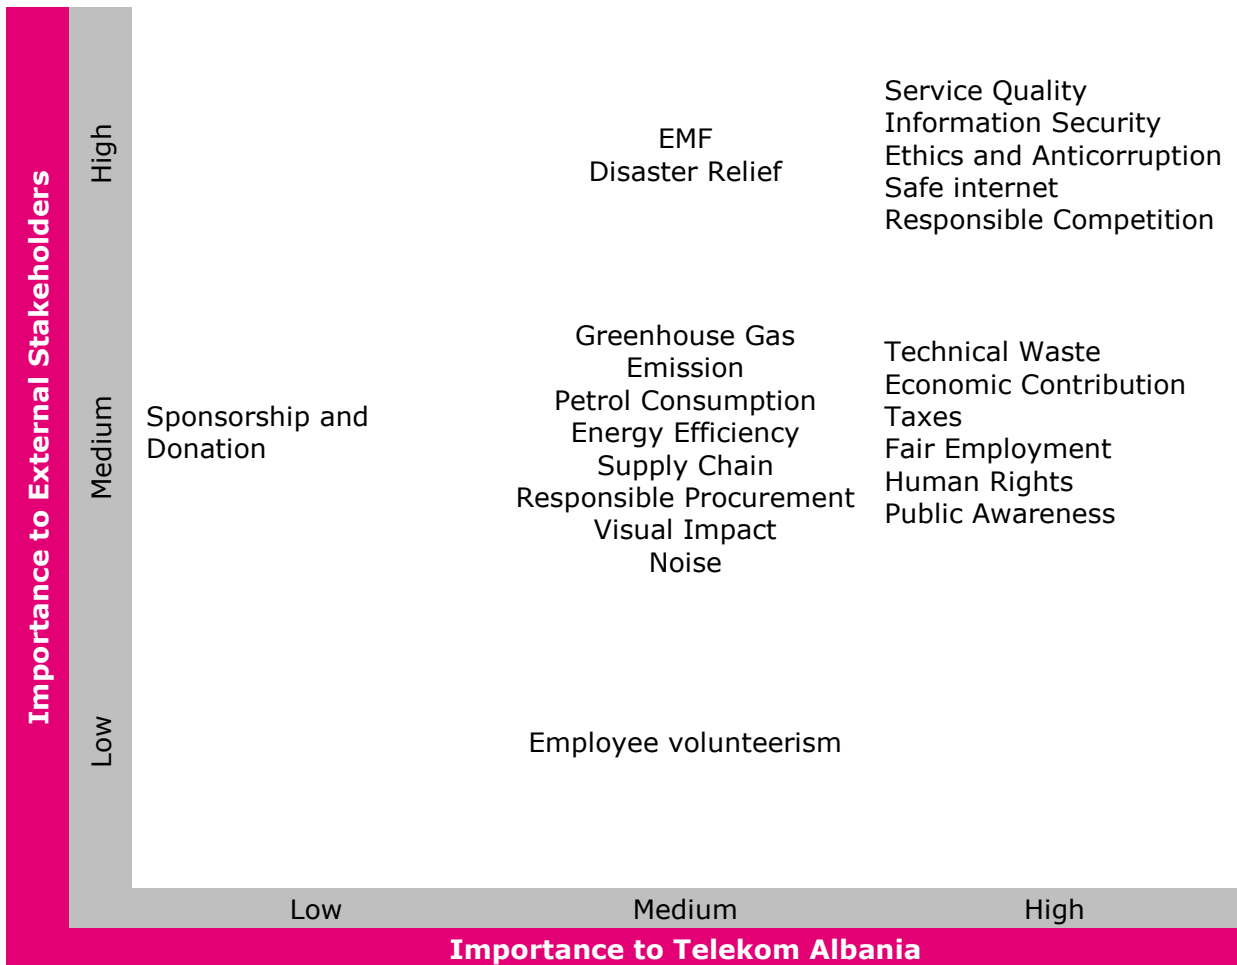 Importance to External Stakeholders
High
EMF
Disaster Relief
Service Quality
Information Security
Ethics and Anticorruption
Safe internet
Responsible Competition
Medium
Sponsorship and
Donation
Greenhouse Gas
Emission
Petrol Consumption
Energy Efficiency
Supply Chain
Responsible Procurement
Visual Impact
Noise
Technical Waste
Economic Contribution
Taxes
Fair Employment
Human Rights
Public Awareness
Low
Employee volunteerism
Low
Medium
High
Importance to Telekom Albania